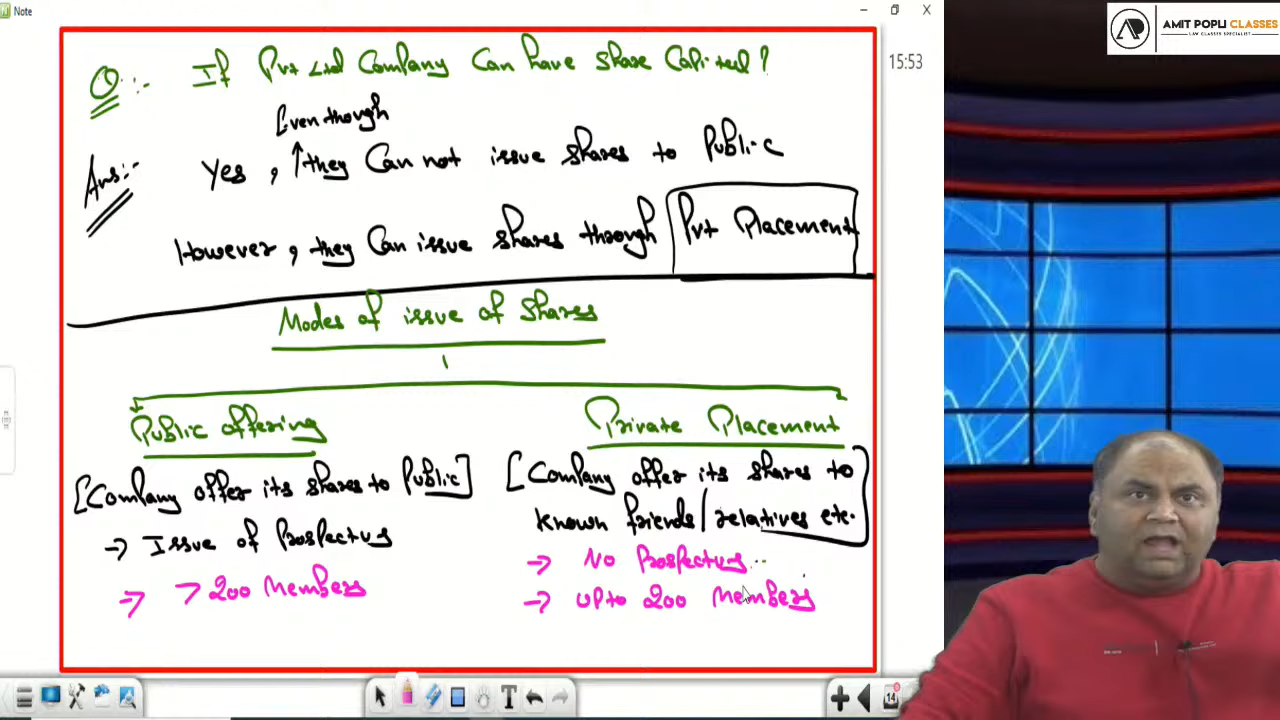 Note
AMIT POPLI CLASSES
LAW CLASSES SPECIALIST
15:53
Q:- If Pvt Ltd Company Can have share Capital?
Even though
Ans:- Yes, they Can not issue shares to Public
However, they Can issue shares through Pvt Placement
Modes of issue of shares
Public offering
[Company offer its shares to Public]
→ Issue of Prospectus
→ >200 Members
Private Placement
[Company offer its shares to
known friends/relatives etc.]
→ No Prospectus..
→ upto 200 Members
14